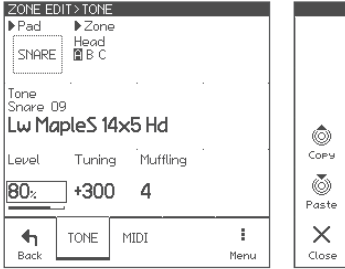 ZONE EDIT>TONE
Pad Zone
SNARE
Head
A B C
Tone
Snare 09
Lw MapleS 14x5 Hd
Level Tuning Muffling
80% +300 4
Back TONE MIDI Menu
Copy
Paste
Close